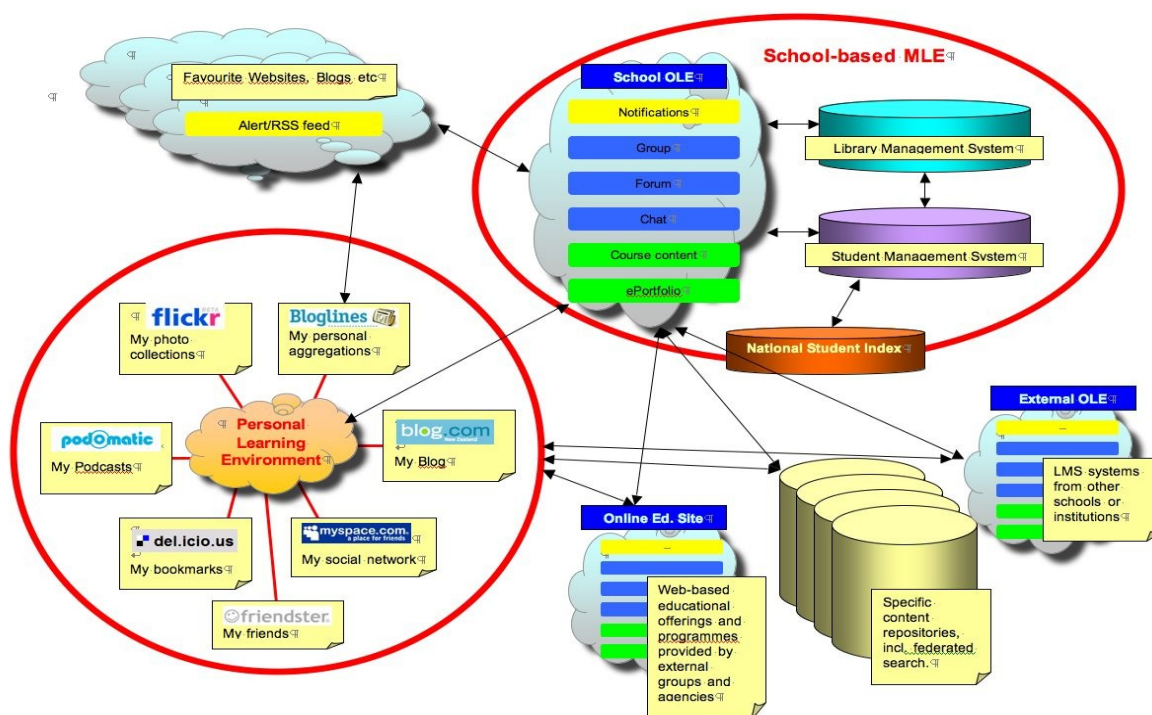 Favourite Websites, Blogs etc
Alert/RSS feed
School-based MLE
School OLE
Notifications
Group
Forum
Chat
Course content
ePortfolio
Library Management System
Student Management System
National Student Index
flickr
BETA
My photo
collections
Bloglines
My personal
aggregations
Personal
Learning
Environment
podOmatic
My Podcasts
blog.com
New Zealand
My Blog
del.icio.us
My bookmarks
myspace.com.
a place for friends
My social network
friendster.
My friends
External OLE
LMS systems
from other
schools or
institutions
Online Ed. Site
Web-based
educational
offerings and
programmes
provided by
external
groups and
agencies
Specific
content
repositories,
incl. federated
search.